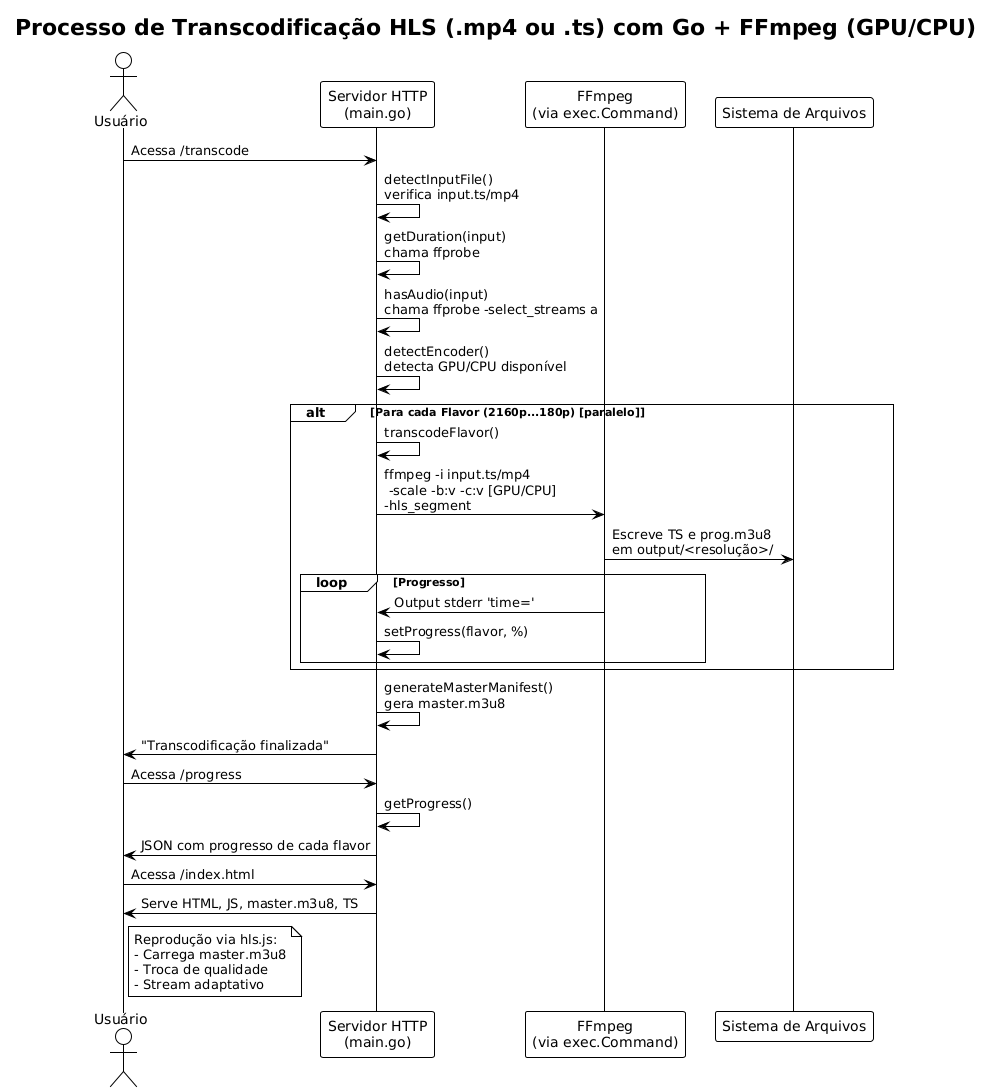 Processo de Transcodificação HLS (.mp4 ou .ts) com Go + FFmpeg (GPU/CPU)
Usuário
Servidor HTTP
(main.go)
FFmpeg
(via exec.Command)
Sistema de Arquivos
Acessa /transcode
detectInputFile()
verifica input.ts/mp4
getDuration(input)
chama ffprobe
hasAudio(input)
chama ffprobe -select_streams a
detectEncoder()
detecta GPU/CPU disponível
alt
[Para cada Flavor (2160p...180p) [paralelo]]
transcodeFlavor()
ffmpeg -i input.ts/mp4
-scale -b:v -c:v [GPU/CPU]
-hls_segment
Escreve TS e prog.m3u8
em output/<resolução>/
loop
[Progresso]
Output stderr 'time='
setProgress(flavor, %)
generateMasterManifest()
gera master.m3u8
"Transcodificação finalizada"
Acessa /progress
getProgress()
JSON com progresso de cada flavor
Acessa /index.html
Serve HTML, JS, master.m3u8, TS
Reprodução via hls.js:
- Carrega master.m3u8
- Troca de qualidade
- Stream adaptativo
Usuário
Servidor HTTP
(main.go)
FFmpeg
(via exec.Command)
Sistema de Arquivos